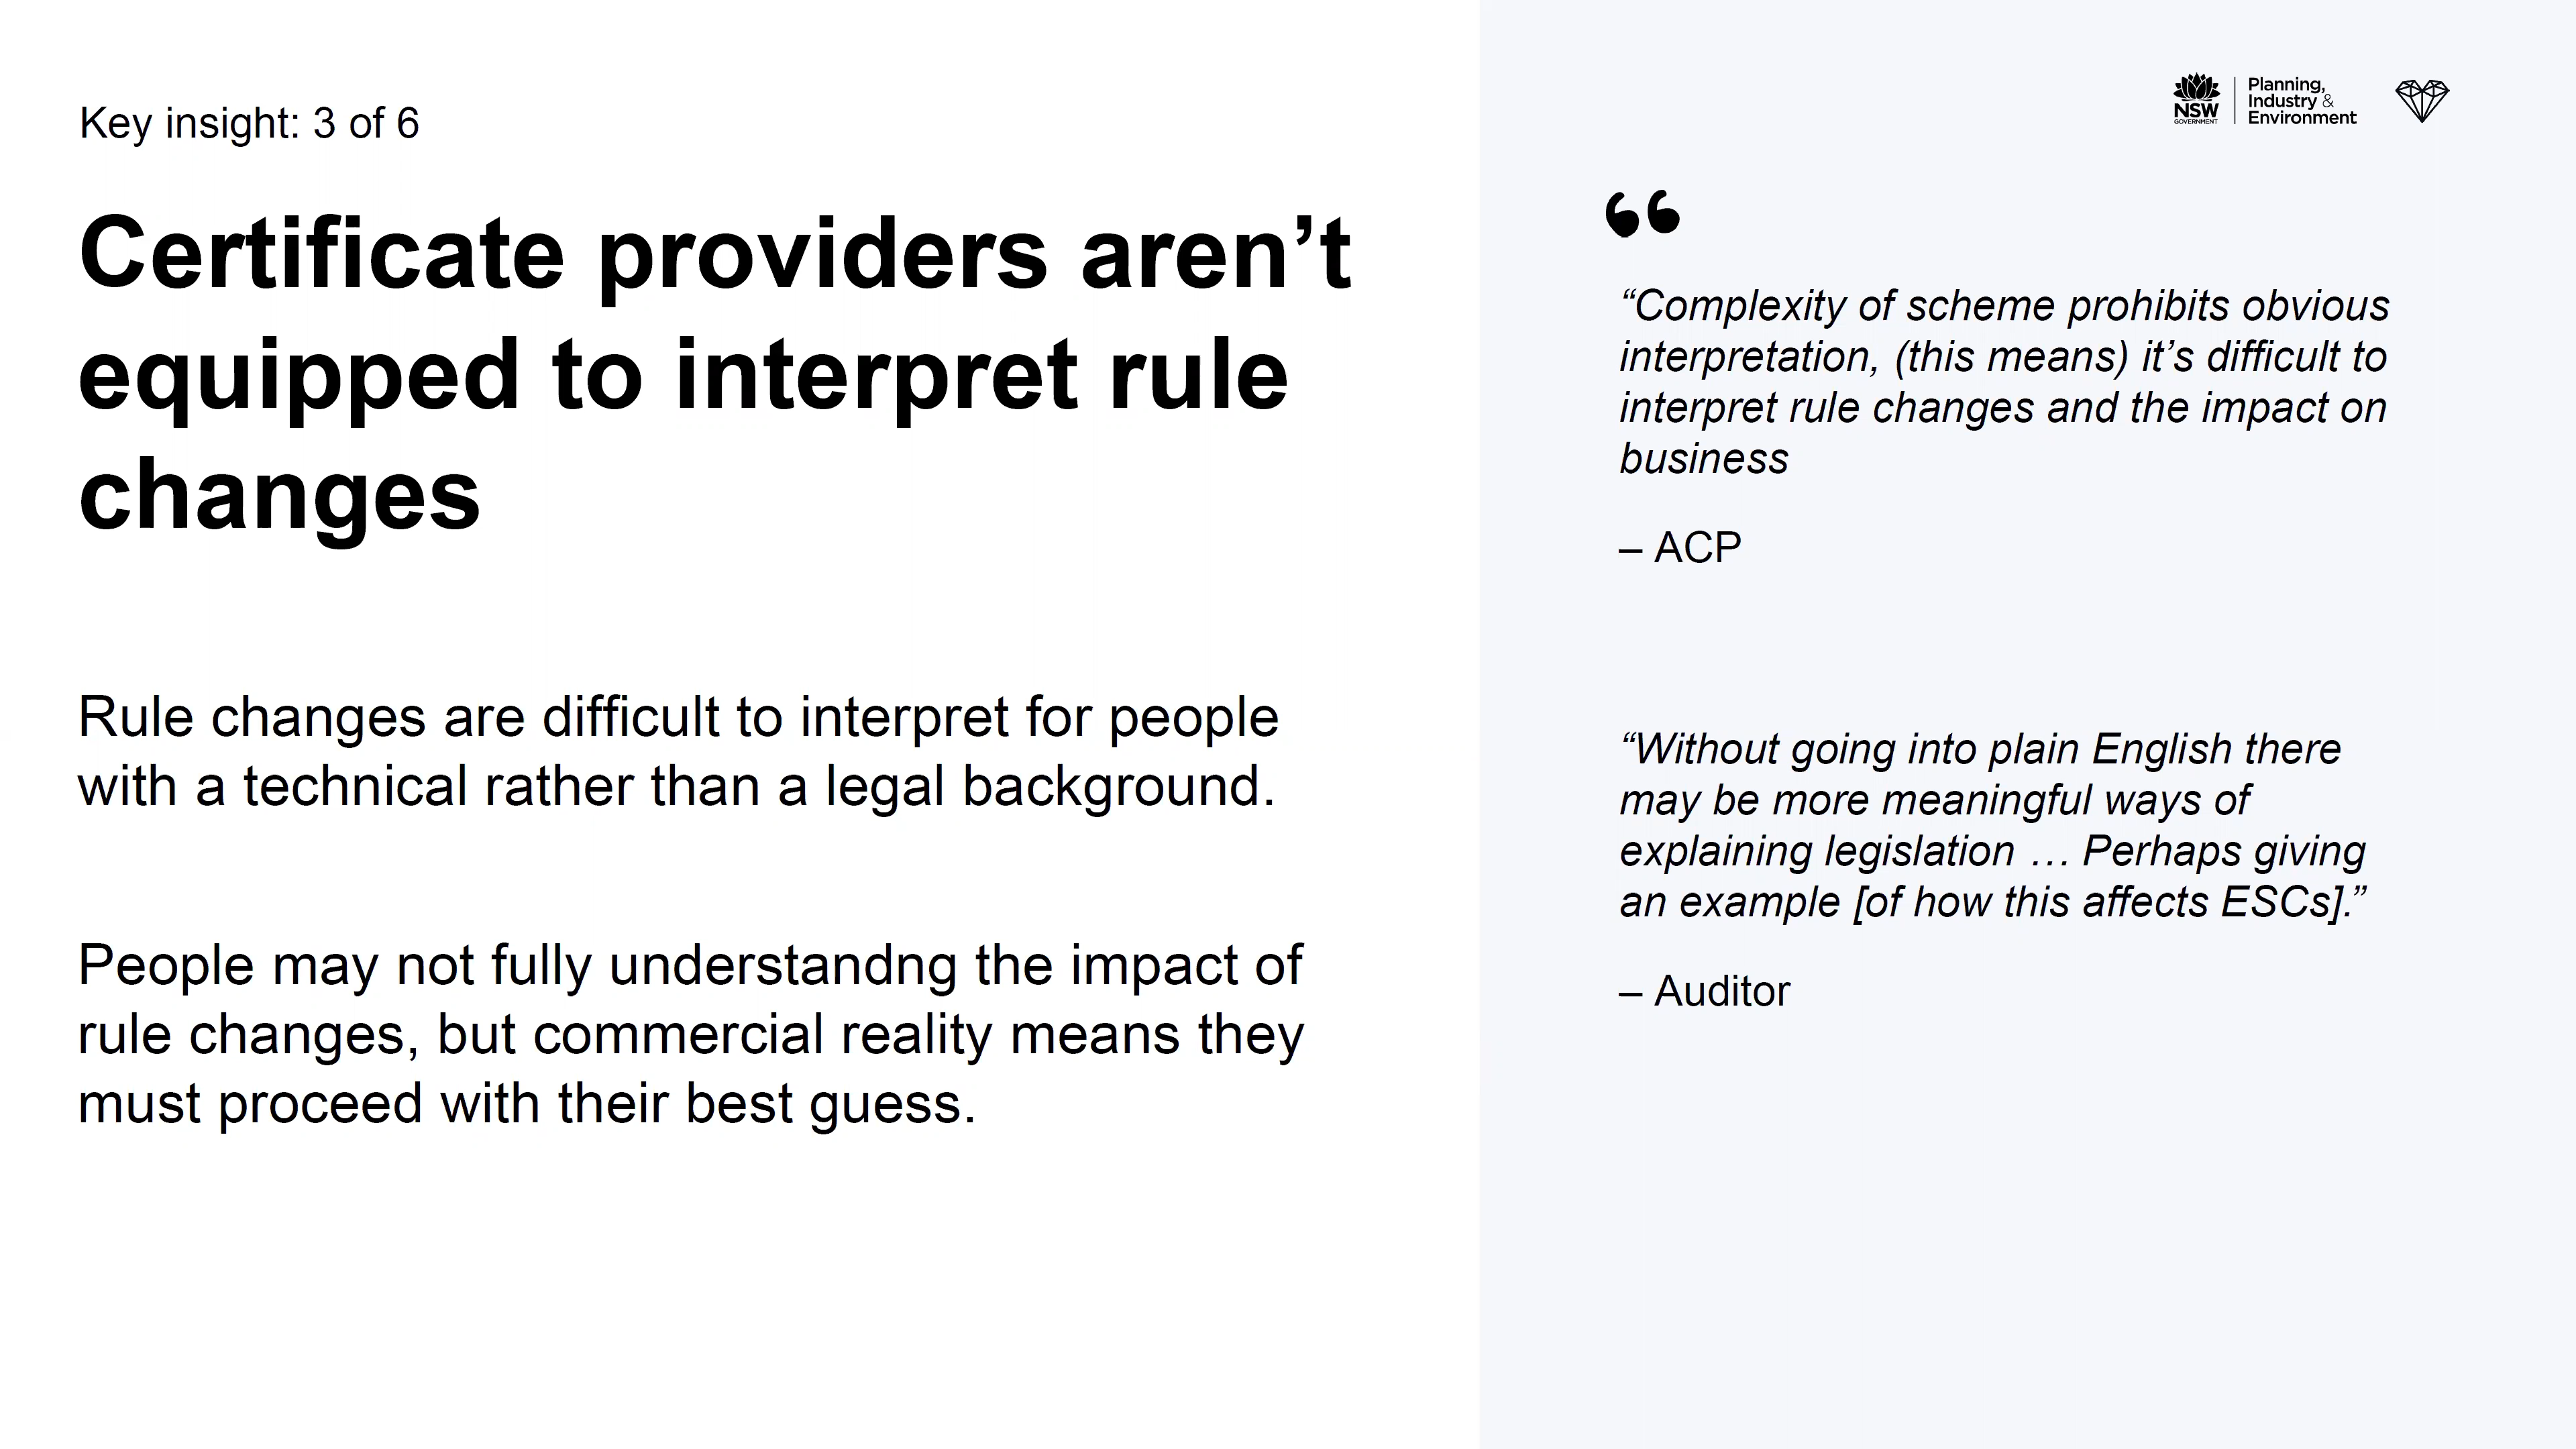 Key insight: 3 of 6
Certificate providers aren’t
equipped to interpret rule
changes
Rule changes are difficult to interpret for people
with a technical rather than a legal background.
People may not fully understandng the impact of
rule changes, but commercial reality means they
must proceed with their best guess.
NSW
GOVERNMENT
Planning,
Industry &
Environment
“Complexity of scheme prohibits obvious
interpretation, (this means) it’s difficult to
interpret rule changes and the impact on
business
– ACP
“Without going into plain English there
may be more meaningful ways of
explaining legislation … Perhaps giving
an example [of how this affects ESCs].”
– Auditor